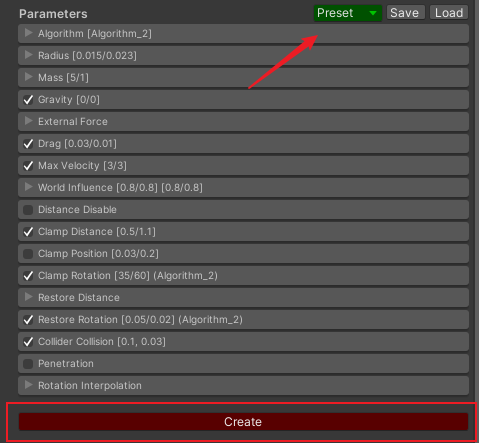 Parameters Preset Save Load
Algorithm [Algorithm_2]
Radius [0.015/0.023]
Mass [5/1]
Gravity [0/0]
External Force
Drag [0.03/0.01]
Max Velocity [3/3]
World Influence [0.8/0.8] [0.8/0.8]
Distance Disable
Clamp Distance [0.5/1.1]
Clamp Position [0.03/0.2]
Clamp Rotation [35/60] (Algorithm_2)
Restore Distance
Restore Rotation [0.05/0.02] (Algorithm_2)
Collider Collision [0.1, 0.03]
Penetration
Rotation Interpolation
Create